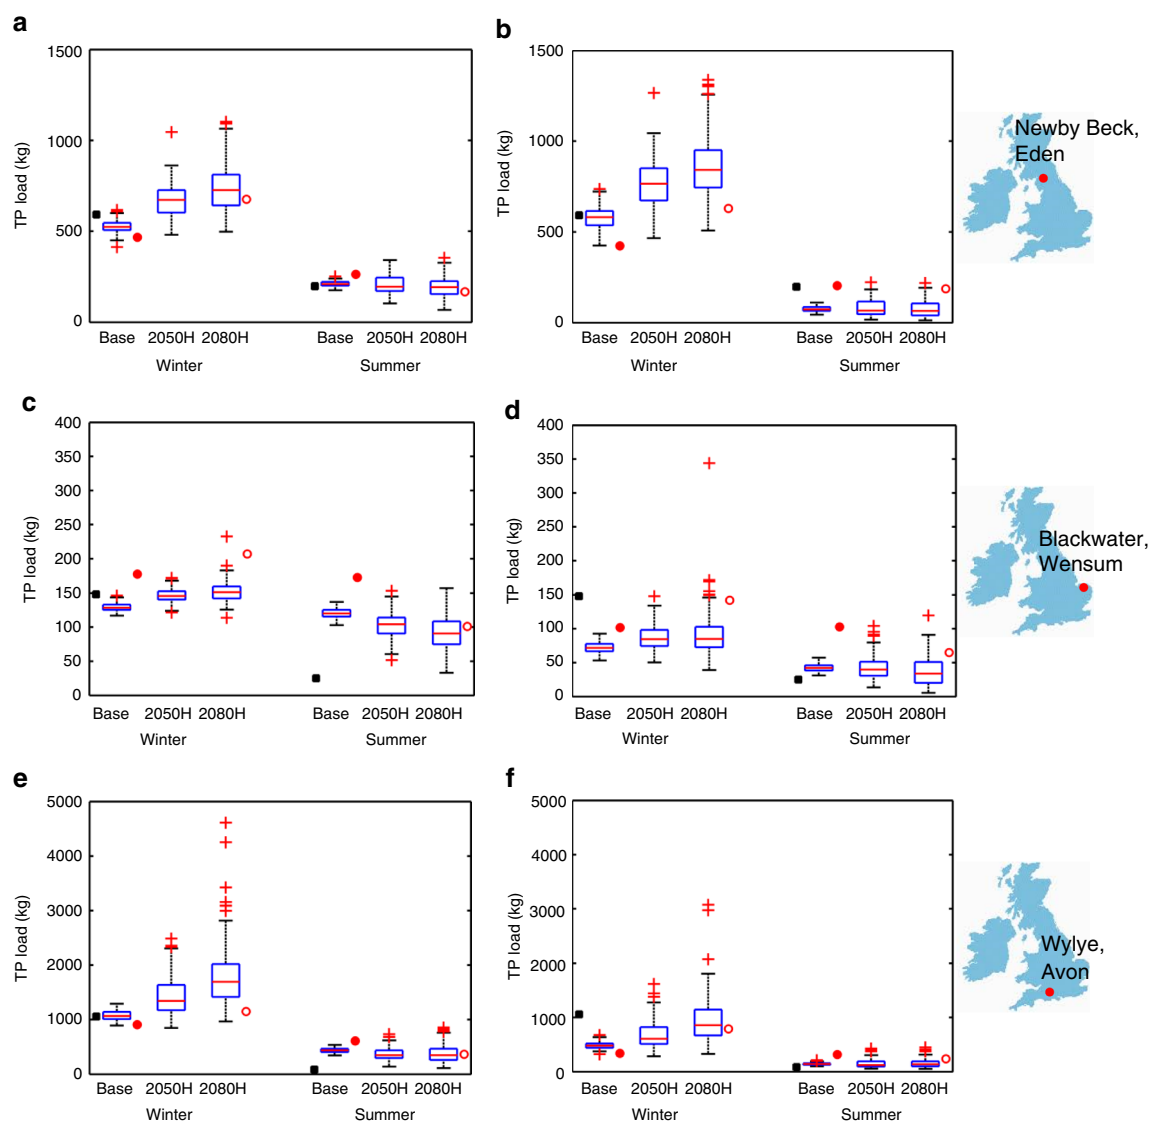 a
1500
1000
500
0
TP load (kg)
Base 2050H 2080H
Winter
Base 2050H 2080H
Summer
b
1500
1000
500
0
TP load (kg)
Base 2050H 2080H
Winter
Base 2050H 2080H
Summer
Newby Beck,
Eden
c
400
350
300
250
200
150
100
50
0
TP load (kg)
Base 2050H 2080H
Winter
Base 2050H 2080H
Summer
d
400
350
300
250
200
150
100
50
0
TP load (kg)
Base 2050H 2080H
Winter
Base 2050H 2080H
Summer
Blackwater,
Wensum
e
5000
4000
3000
2000
1000
0
TP load (kg)
Base 2050H 2080H
Winter
Base 2050H 2080H
Summer
f
5000
4000
3000
2000
1000
0
TP load (kg)
Base 2050H 2080H
Winter
Base 2050H 2080H
Summer
Wylye,
Avon